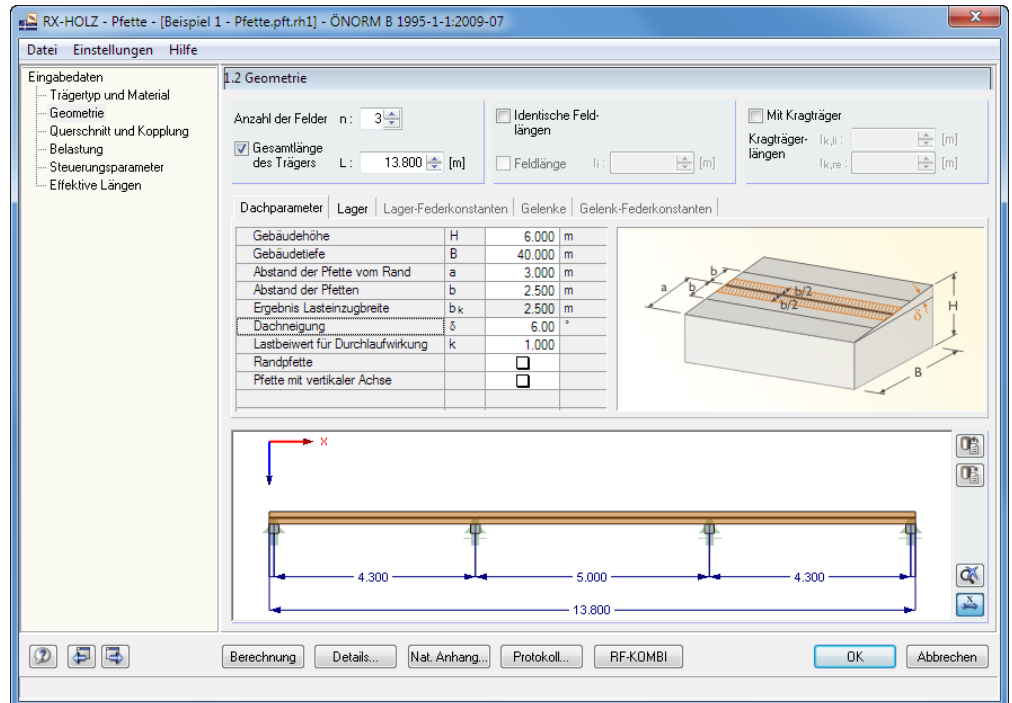 RX-HOLZ - Pfette - [Beispiel 1 - Pfette.pft.rh1] - ÖNORM B 1995-1-1:2009-07
Datei Einstellungen Hilfe
Eingabedaten
Trägertyp und Material
Geometrie
Querschnitt und Kopplung
Belastung
Steuerungsparameter
Effektive Längen
1.2 Geometrie
Anzahl der Felder n : 3
Gesamtlänge
des Trägers L : 13.800 [m]
Identische Feld-
längen
Feldlänge li : [m]
Mit Kragträger
Kragträger- lk,li : [m]
längen lk,re : [m]
Dachparameter Lager Lager-Federkonstanten Gelenke Gelenk-Federkonstanten
Gebäudehöhe H 6.000 m
Gebäudetiefe B 40.000 m
Abstand der Pfette vom Rand a 3.000 m
Abstand der Pfetten b 2.500 m
Ergebnis Lasteinzugbreite bk 2.500 m
Dachneigung δ 6.00 °
Lastbeiwert für Durchlaufwirkung k 1.000
Randpfette
Pfette mit vertikaler Achse
a b b b/2 b/2 δ H B
X
4.300 5.000 4.300
13.800
Berechnung Details... Nat. Anhang... Protokoll... RF-KOMBI OK Abbrechen